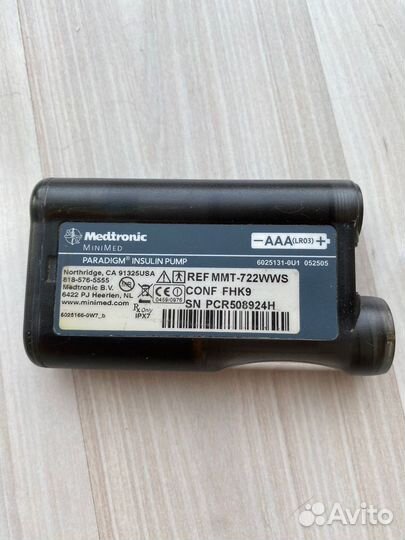 Medtronic
MINIMED
−AAA(LR03)+
PARADIGM® INSULIN PUMP
6025131-0U1 052505
Northridge, CA 91325USA
818-576-5555
Medtronic B.V.
6422 PJ Heerlen, NL
www.minimed.com
6025166-0W7_b
0459/0976
Rx Only
IPX7
REF MMT-722WWS
CONF FHK9
SN PCR508924H
Avito